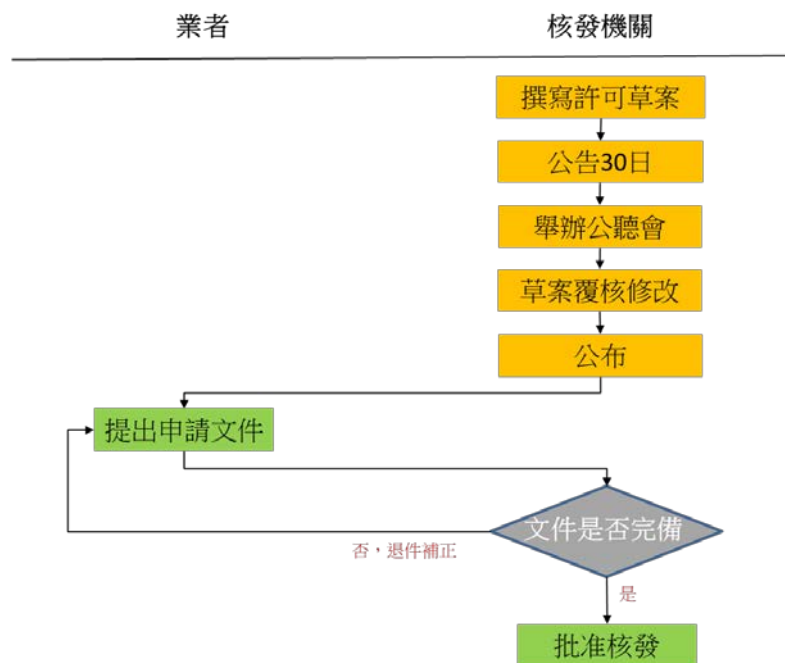 業者
核發機關
撰寫許可草案
公告30日
舉辦公聽會
草案覆核修改
公布
提出申請文件
文件是否完備
否，退件補正
是
批准核發